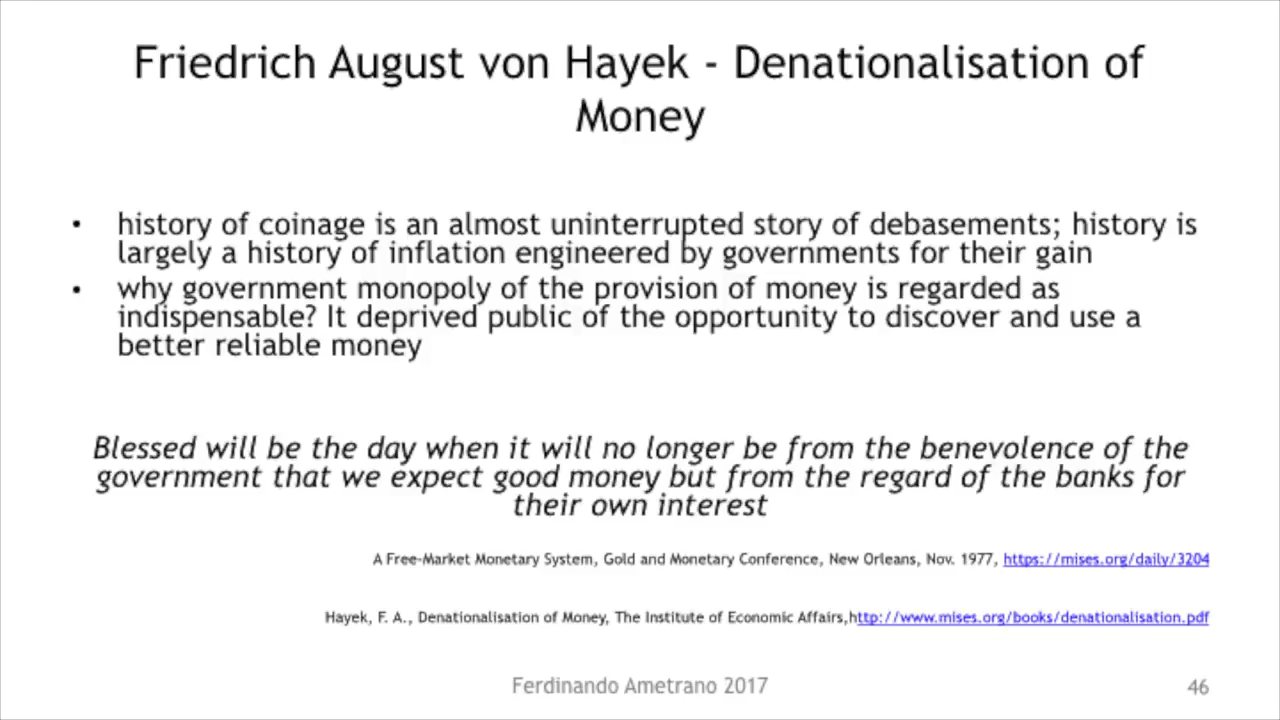 Friedrich August von Hayek - Denationalisation of
Money
• history of coinage is an almost uninterrupted story of debasements; history is
largely a history of inflation engineered by governments for their gain
• why government monopoly of the provision of money is regarded as
indispensable? It deprived public of the opportunity to discover and use a
better reliable money
Blessed will be the day when it will no longer be from the benevolence of the
government that we expect good money but from the regard of the banks for
their own interest
A Free-Market Monetary System, Gold and Monetary Conference, New Orleans, Nov. 1977, https://mises.org/daily/3204
Hayek, F. A., Denationalisation of Money, The Institute of Economic Affairs,http://www.mises.org/books/denationalisation.pdf
Ferdinando Ametrano 2017
46